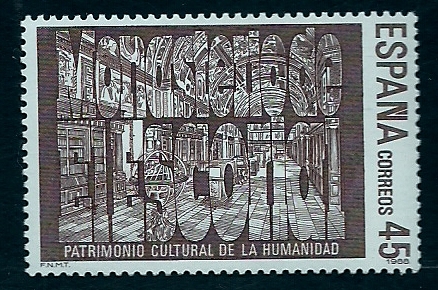 Monasterio de
El Escorial
PATRIMONIO CULTURAL DE LA HUMANIDAD
ESPAÑA
CORREOS 45
F.N.M.T.
1988